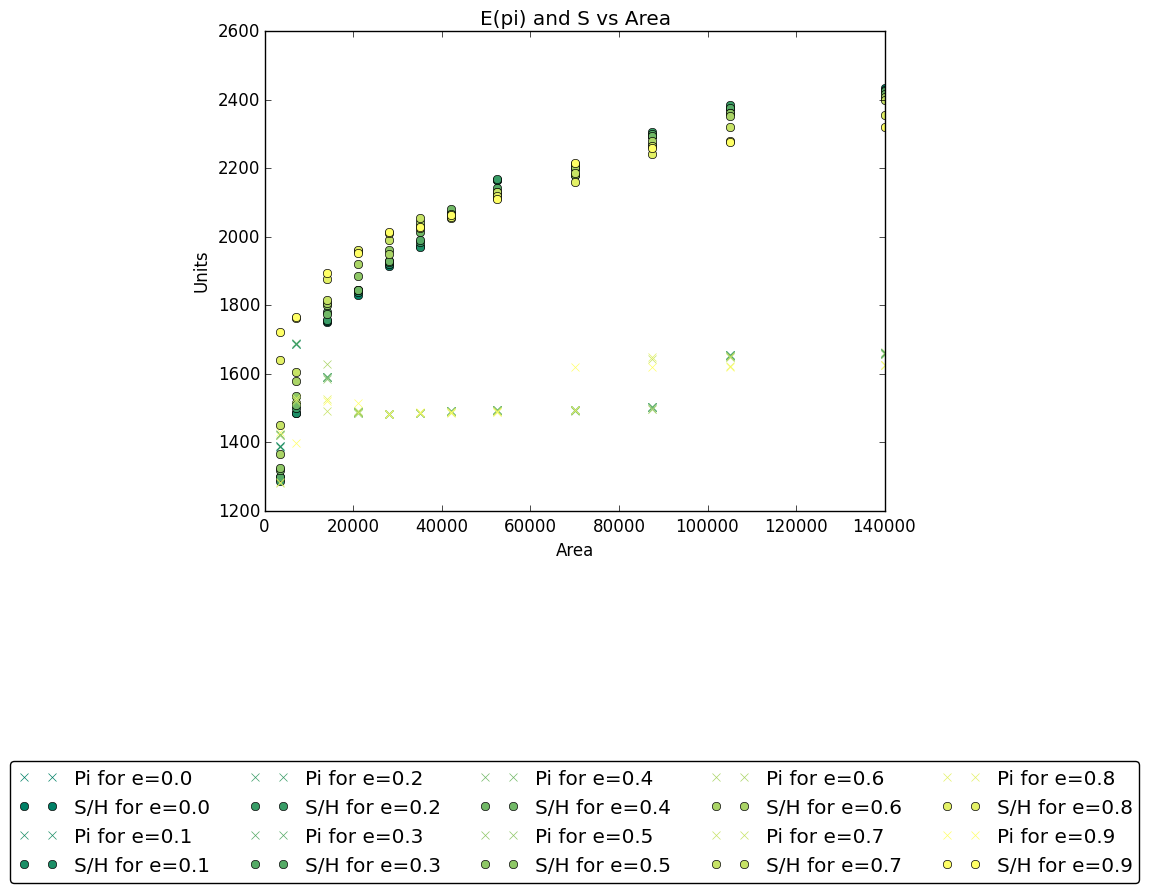 E(pi) and S vs Area
2600
2400
2200
2000
1800
1600
1400
1200
Units
0 20000 40000 60000 80000 100000 120000 140000
Area
Pi for e=0.0 Pi for e=0.2 Pi for e=0.4 Pi for e=0.6 Pi for e=0.8
S/H for e=0.0 S/H for e=0.2 S/H for e=0.4 S/H for e=0.6 S/H for e=0.8
Pi for e=0.1 Pi for e=0.3 Pi for e=0.5 Pi for e=0.7 Pi for e=0.9
S/H for e=0.1 S/H for e=0.3 S/H for e=0.5 S/H for e=0.7 S/H for e=0.9